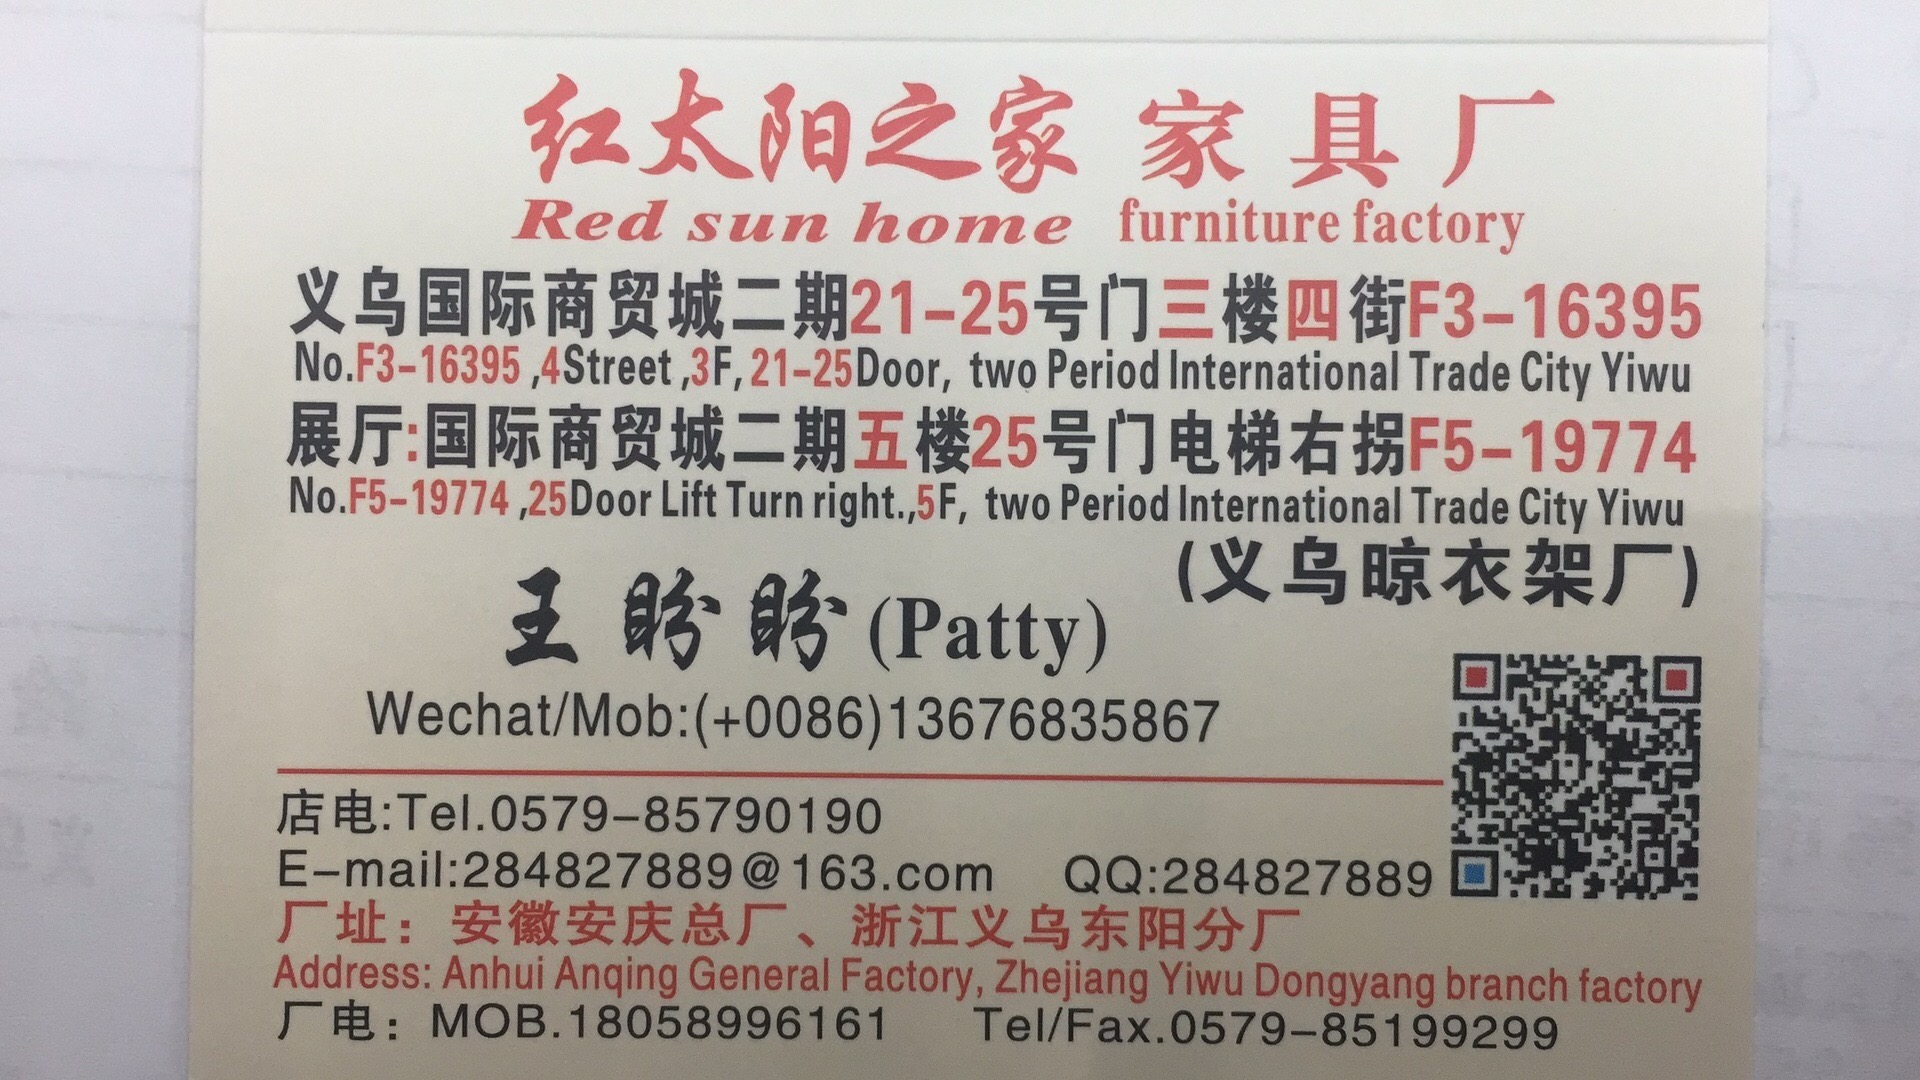 红太阳之家 家具厂
Red sun home furniture factory
义乌国际商贸城二期21-25号门三楼四街F3-16395
No.F3-16395 ,4Street ,3F, 21-25Door, two Period International Trade City Yiwu
展厅:国际商贸城二期五楼25号门电梯右拐F5-19774
No.F5-19774 ,25Door Lift Turn right.,5F, two Period International Trade City Yiwu
(义乌晾衣架厂)
王盼盼(Patty)
Wechat/Mob:(+0086)13676835867
店电:Tel.0579-85790190
E-mail:284827889@163.com QQ:284827889
厂址：安徽安庆总厂、浙江义乌东阳分厂
Address: Anhui Anqing General Factory, Zhejiang Yiwu Dongyang branch factory
厂电：MOB.18058996161 Tel/Fax.0579-85199299